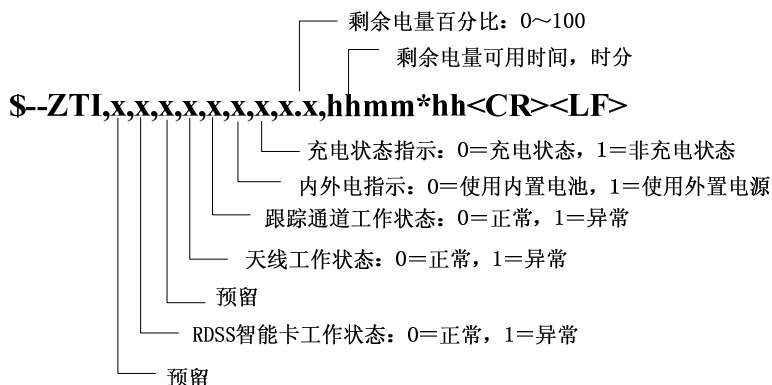 剩余电量百分比：0～100
剩余电量可用时间，时分
$--ZTI,x,x,x,x,x,x,x,x.x,hhmm*hh<CR><LF>
充电状态指示：0＝充电状态，1＝非充电状态
内外电指示：0＝使用内置电池，1＝使用外置电源
跟踪通道工作状态：0＝正常，1＝异常
天线工作状态：0＝正常，1＝异常
预留
RDSS智能卡工作状态：0＝正常，1＝异常
预留